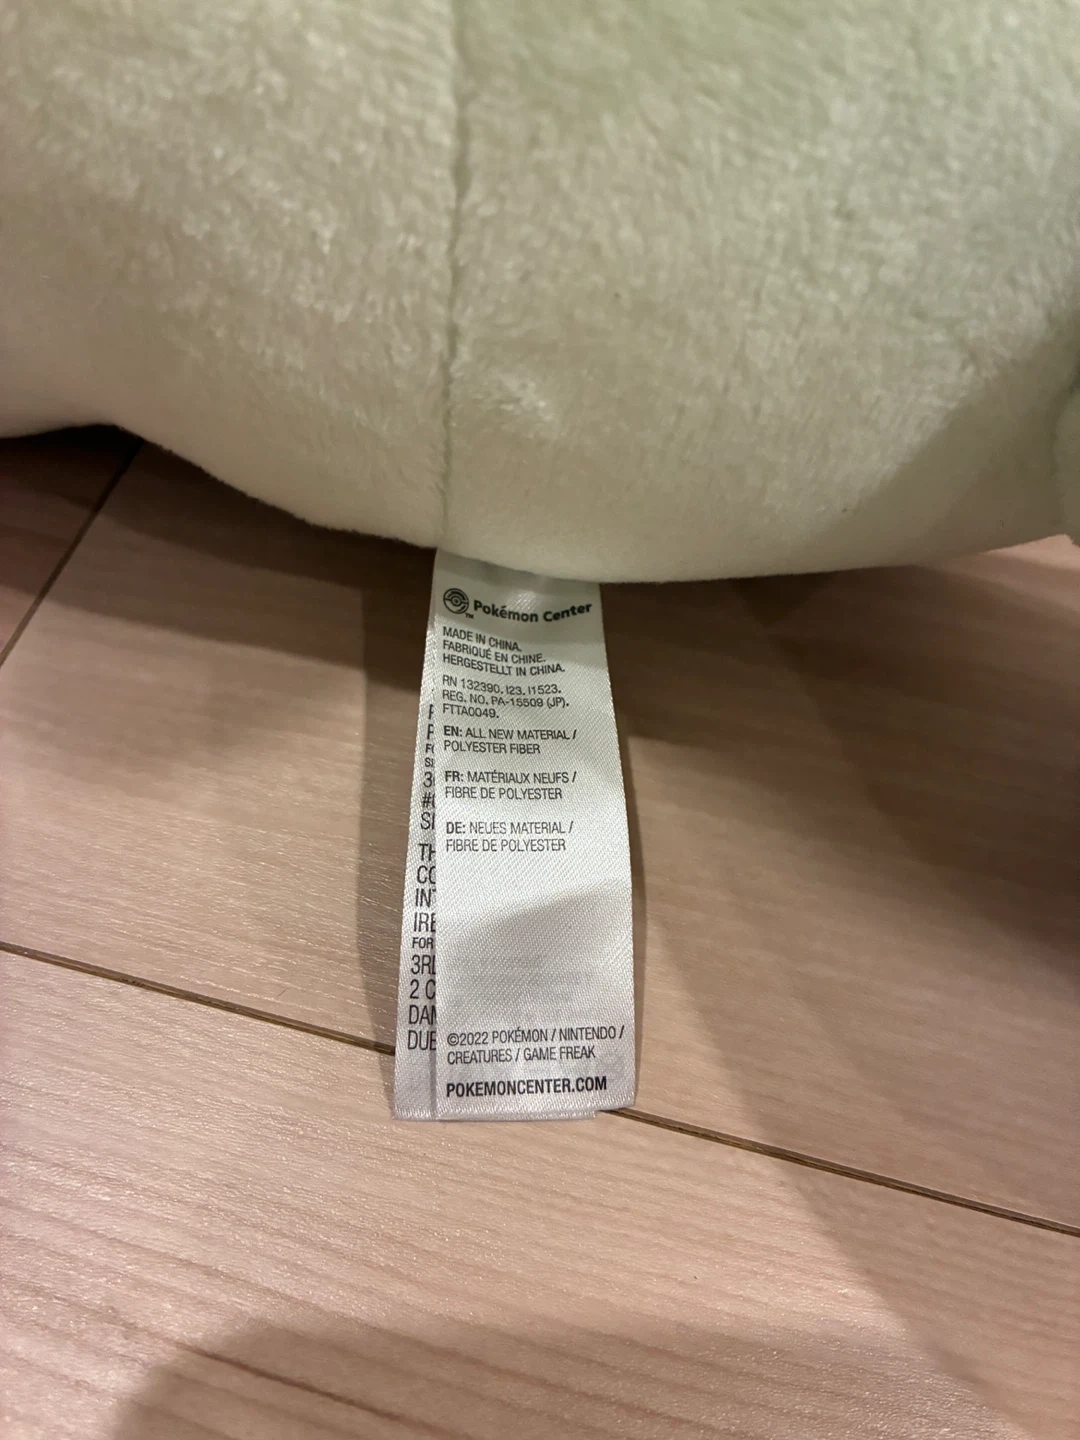 Pokémon Center
MADE IN CHINA.
FABRIQUÉ EN CHINE.
HERGESTELLT IN CHINA.
RN 132390. I23. I1523.
REG. NO. PA-15509 (JP).
FTTA0049.
EN: ALL NEW MATERIAL /
POLYESTER FIBER
FR: MATÉRIAUX NEUFS /
FIBRE DE POLYESTER
DE: NEUES MATERIAL /
FIBRE DE POLYESTER
©2022 POKÉMON / NINTENDO /
CREATURES / GAME FREAK
POKEMONCENTER.COM
FOR
2